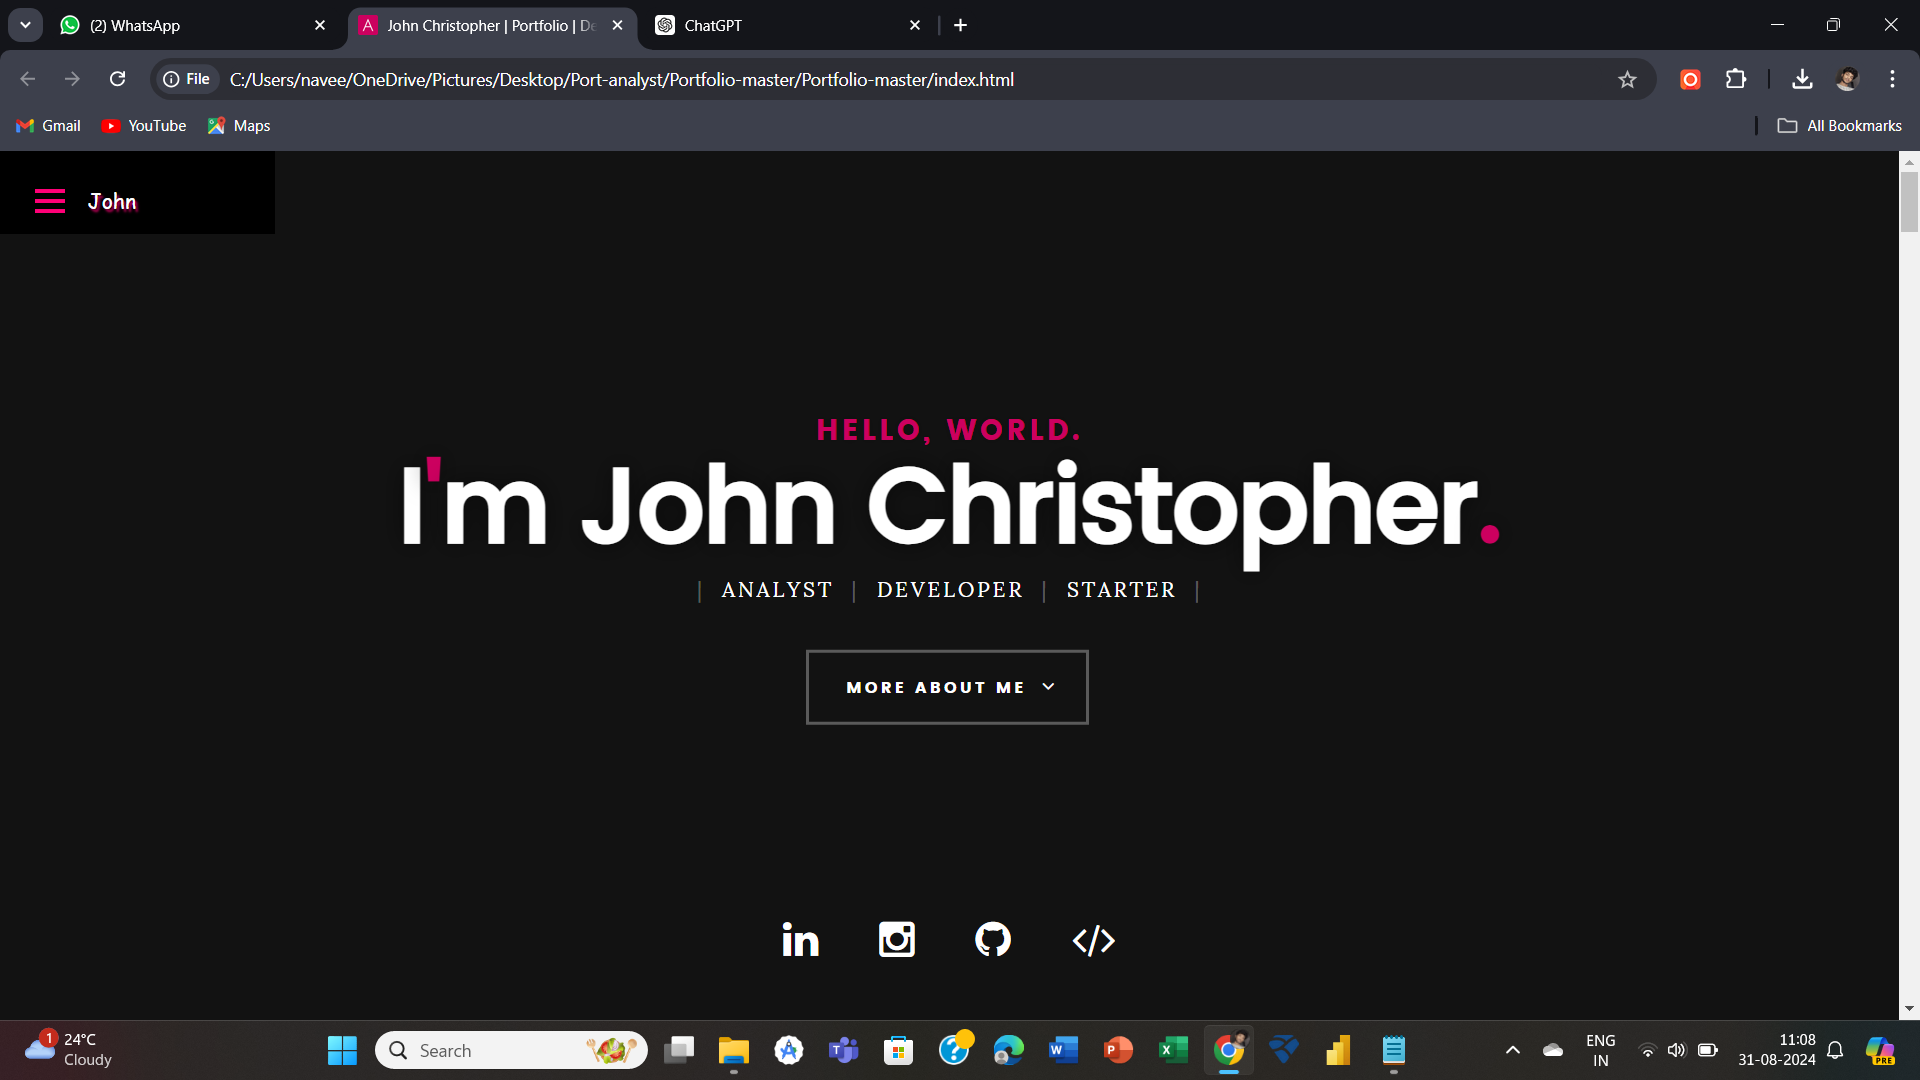 (2) WhatsApp
John Christopher | Portfolio | De
ChatGPT
File
C:/Users/navee/OneDrive/Pictures/Desktop/Port-analyst/Portfolio-master/Portfolio-master/index.html
Gmail
YouTube
Maps
All Bookmarks
John
HELLO, WORLD.
I'm John Christopher.
| ANALYST | DEVELOPER | STARTER |
MORE ABOUT ME
1
24°C
Cloudy
Search
ENG
IN
11:08
31-08-2024
PRE